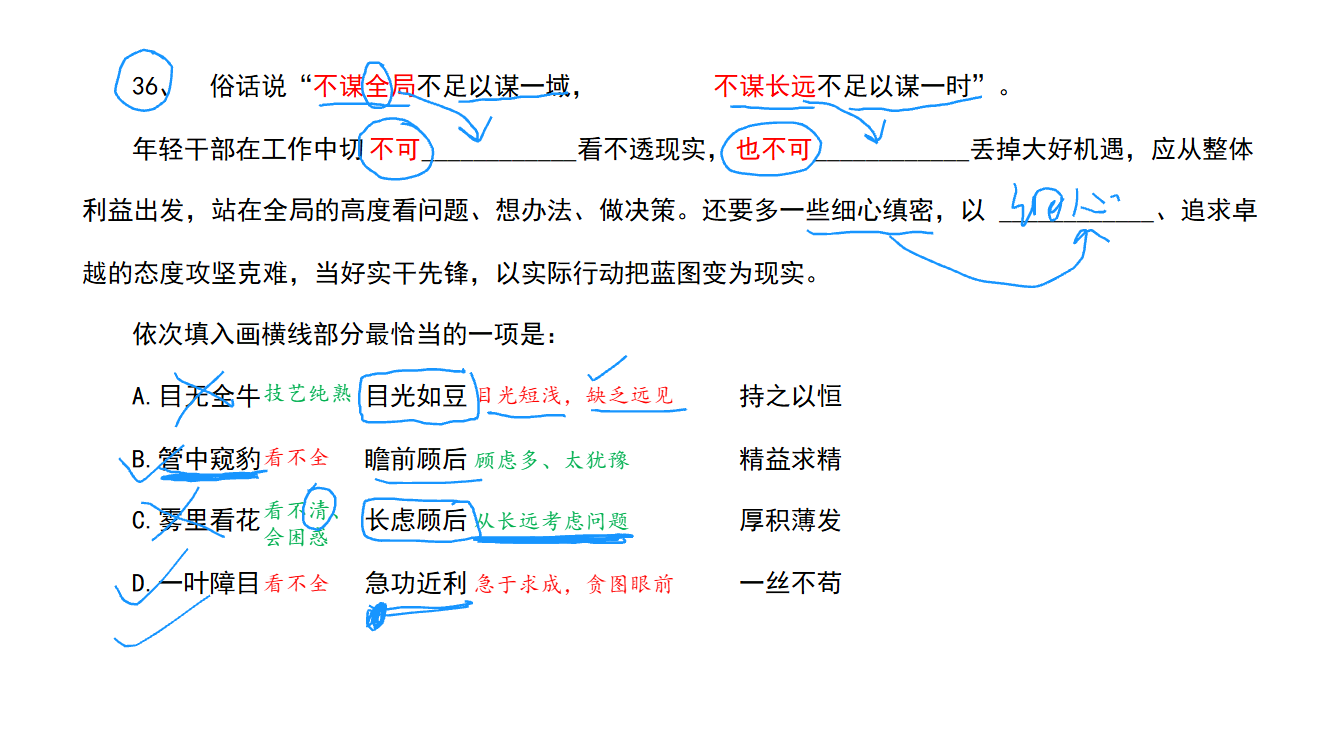 36、 俗话说“不谋全局不足以谋一域， 不谋长远不足以谋一时”。
年轻干部在工作中切不可____________看不透现实，也不可____________丢掉大好机遇，应从整体
利益出发，站在全局的高度看问题、想办法、做决策。还要多一些细心缜密，以 细心____________、追求卓
越的态度攻坚克难，当好实干先锋，以实际行动把蓝图变为现实。
依次填入画横线部分最恰当的一项是：
A. 目无全牛 技艺纯熟 目光如豆 目光短浅，缺乏远见 持之以恒
B. 管中窥豹 看不全 瞻前顾后 顾虑多、太犹豫 精益求精
C. 雾里看花 看不清、 长虑顾后 从长远考虑问题 厚积薄发
会困惑
D. 一叶障目 看不全 急功近利 急于求成，贪图眼前 一丝不苟